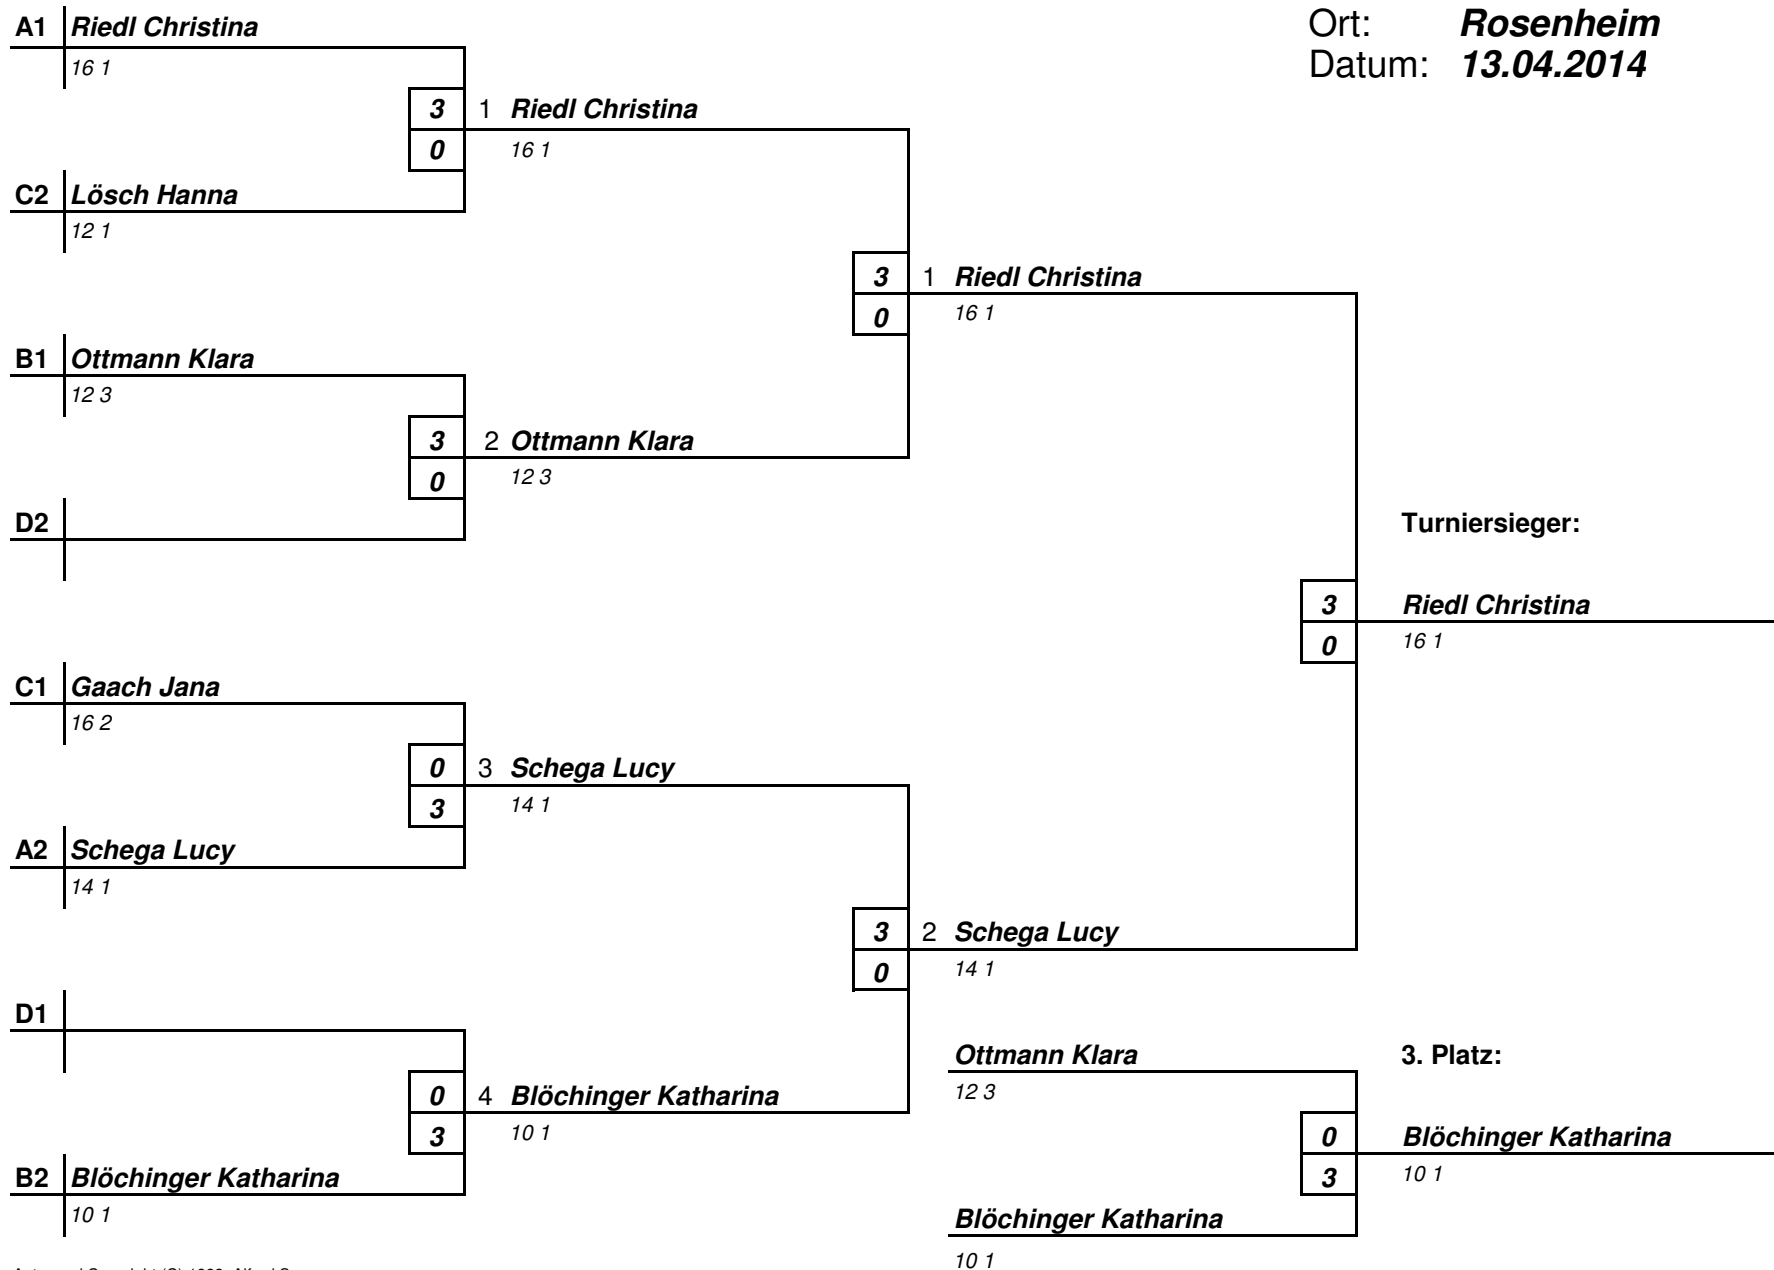 A1 Riedl Christina
16 1
Ort: Rosenheim
Datum: 13.04.2014
3 1 Riedl Christina
0 16 1
C2 Lösch Hanna
12 1
3 1 Riedl Christina
0 16 1
B1 Ottmann Klara
12 3
3 2 Ottmann Klara
0 12 3
D2
Turniersieger:
3 Riedl Christina
0 16 1
C1 Gaach Jana
16 2
0 3 Schega Lucy
3 14 1
A2 Schega Lucy
14 1
3 2 Schega Lucy
0 14 1
D1
Ottmann Klara 3. Platz:
12 3
0 4 Blöchinger Katharina
3 10 1
0 Blöchinger Katharina
3 10 1
B2 Blöchinger Katharina
10 1
Blöchinger Katharina
10 1